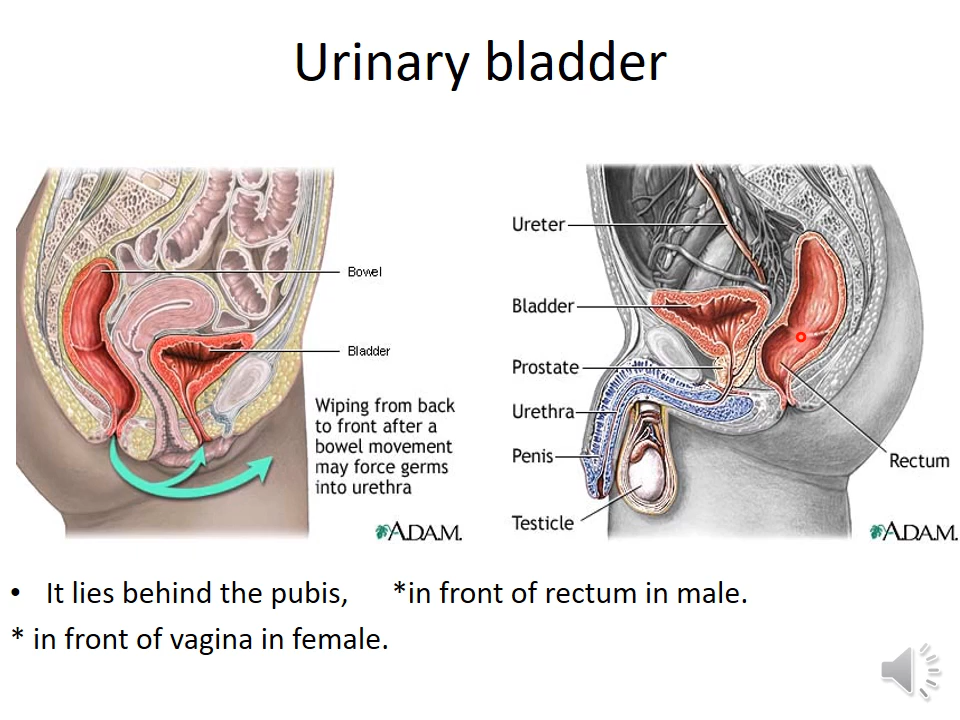 Urinary bladder
Bowel
Bladder
Wiping from back
to front after a
bowel movement
may force germs
into urethra
A.D.A.M.
Ureter
Bladder
Prostate
Urethra
Penis
Testicle
Rectum
A.D.A.M.
• It lies behind the pubis, *in front of rectum in male.
* in front of vagina in female.